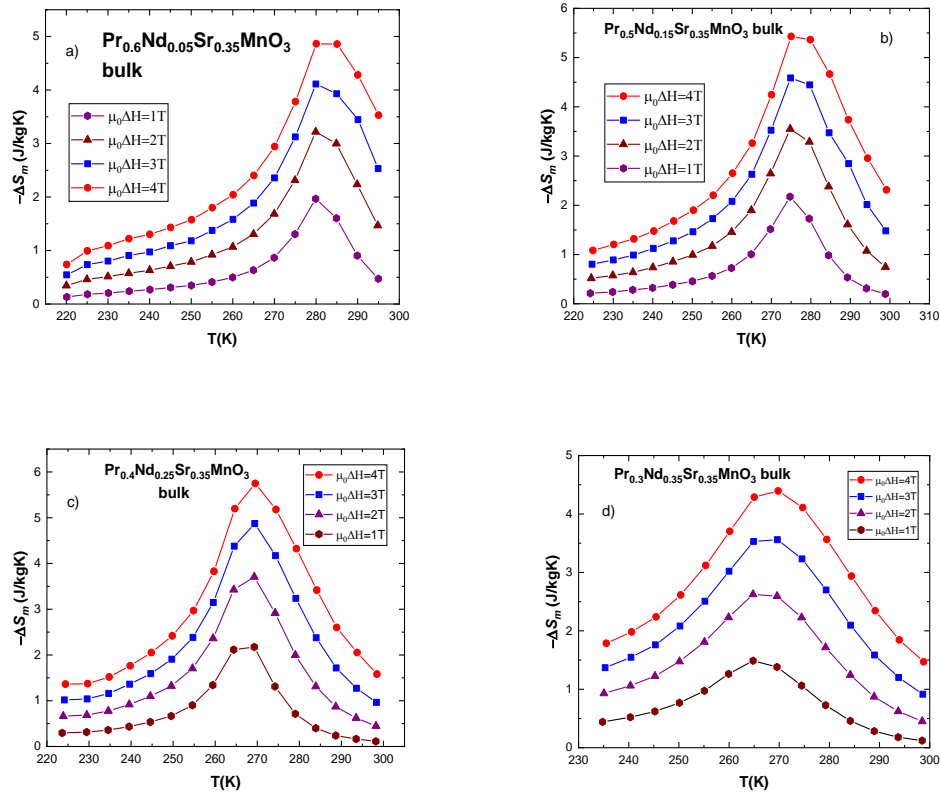 a)
Pr0.6Nd0.05Sr0.35MnO3
bulk
μ0ΔH=1T
μ0ΔH=2T
μ0ΔH=3T
μ0ΔH=4T
−ΔSm (J/kgK)
5
4
3
2
1
0
220 230 240 250 260 270 280 290 300
T(K)
Pr0.5Nd0.15Sr0.35MnO3 bulk
b)
μ0ΔH=4T
μ0ΔH=3T
μ0ΔH=2T
μ0ΔH=1T
−ΔSm (J/kgK)
6
5
4
3
2
1
0
220 230 240 250 260 270 280 290 300 310
T(K)
Pr0.4Nd0.25Sr0.35MnO3
bulk
c)
μ0ΔH=4T
μ0ΔH=3T
μ0ΔH=2T
μ0ΔH=1T
−ΔSm (J/kgK)
6
5
4
3
2
1
0
220 230 240 250 260 270 280 290 300
T(K)
Pr0.3Nd0.35Sr0.35MnO3 bulk
d)
μ0ΔH=4T
μ0ΔH=3T
μ0ΔH=2T
μ0ΔH=1T
−ΔSm (J/kgK)
5
4
3
2
1
0
230 240 250 260 270 280 290 300
T(K)